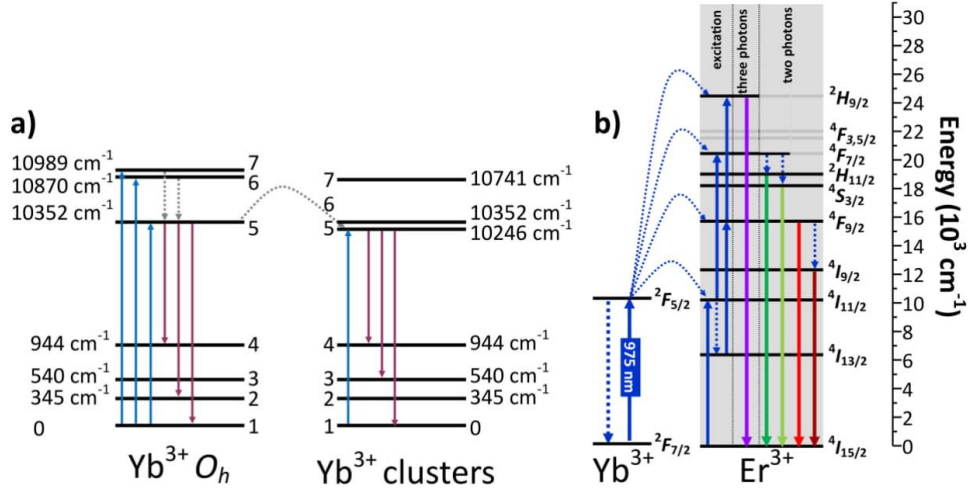 a)
10989 cm⁻¹
10870 cm⁻¹
10352 cm⁻¹
944 cm⁻¹
540 cm⁻¹
345 cm⁻¹
0
7
6
5
4
3
2
1
Yb³⁺ Oₕ
7
6
5
4
3
2
1
10741 cm⁻¹
10352 cm⁻¹
10246 cm⁻¹
944 cm⁻¹
540 cm⁻¹
345 cm⁻¹
0
Yb³⁺ clusters
b)
²F₅/₂
975 nm
²F₇/₂
Yb³⁺
excitation
three photons
two photons
²H₉/₂
⁴F₃,₅/₂
⁴F₇/₂
²H₁₁/₂
⁴S₃/₂
⁴F₉/₂
⁴I₉/₂
⁴I₁₁/₂
⁴I₁₃/₂
⁴I₁₅/₂
Er³⁺
30
28
26
24
22
20
18
16
14
12
10
8
6
4
2
0
Energy (10³ cm⁻¹)